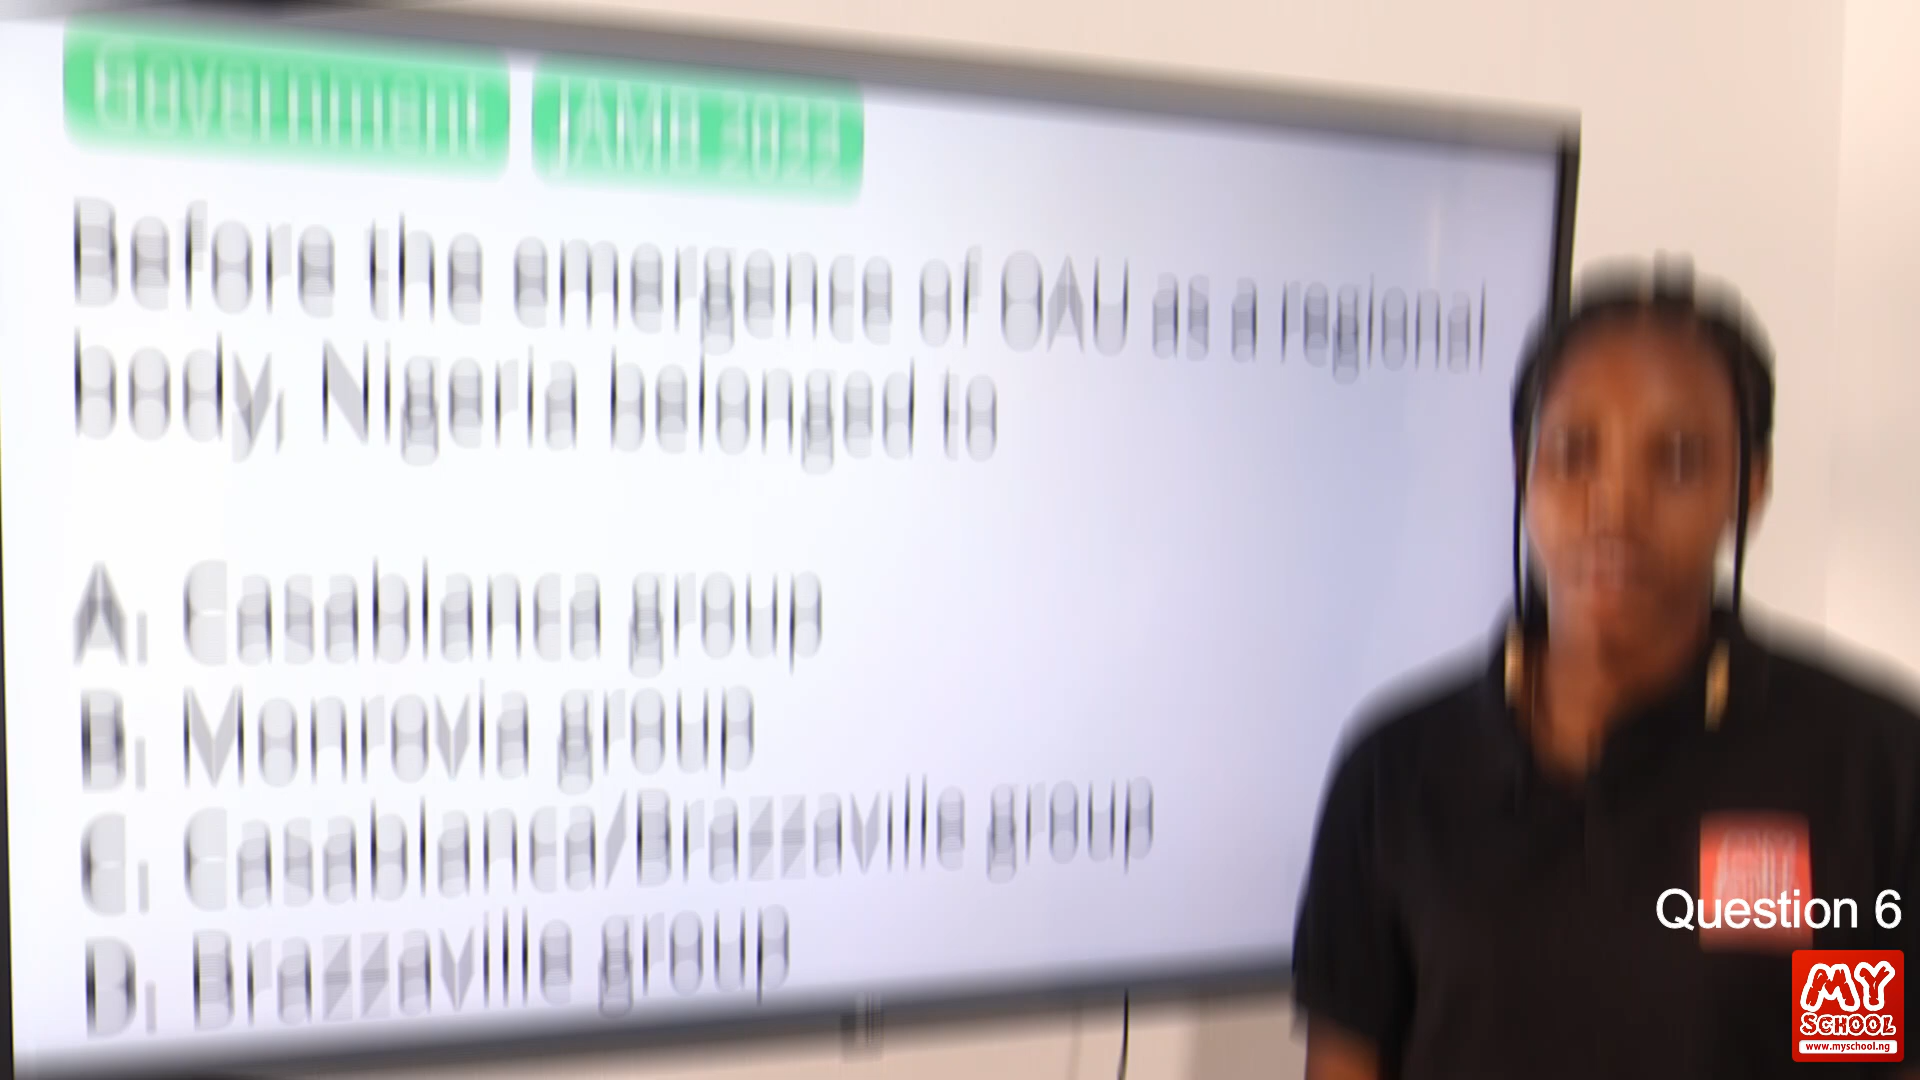 Government JAMB 2022
Before the emergence of OAU as a regional
body, Nigeria belonged to
A. Casablanca group
B. Monrovia group
C. Casablanca/Brazzaville group
D. Brazzaville group
Question 6
MY
SCHOOL
www.myschool.ng